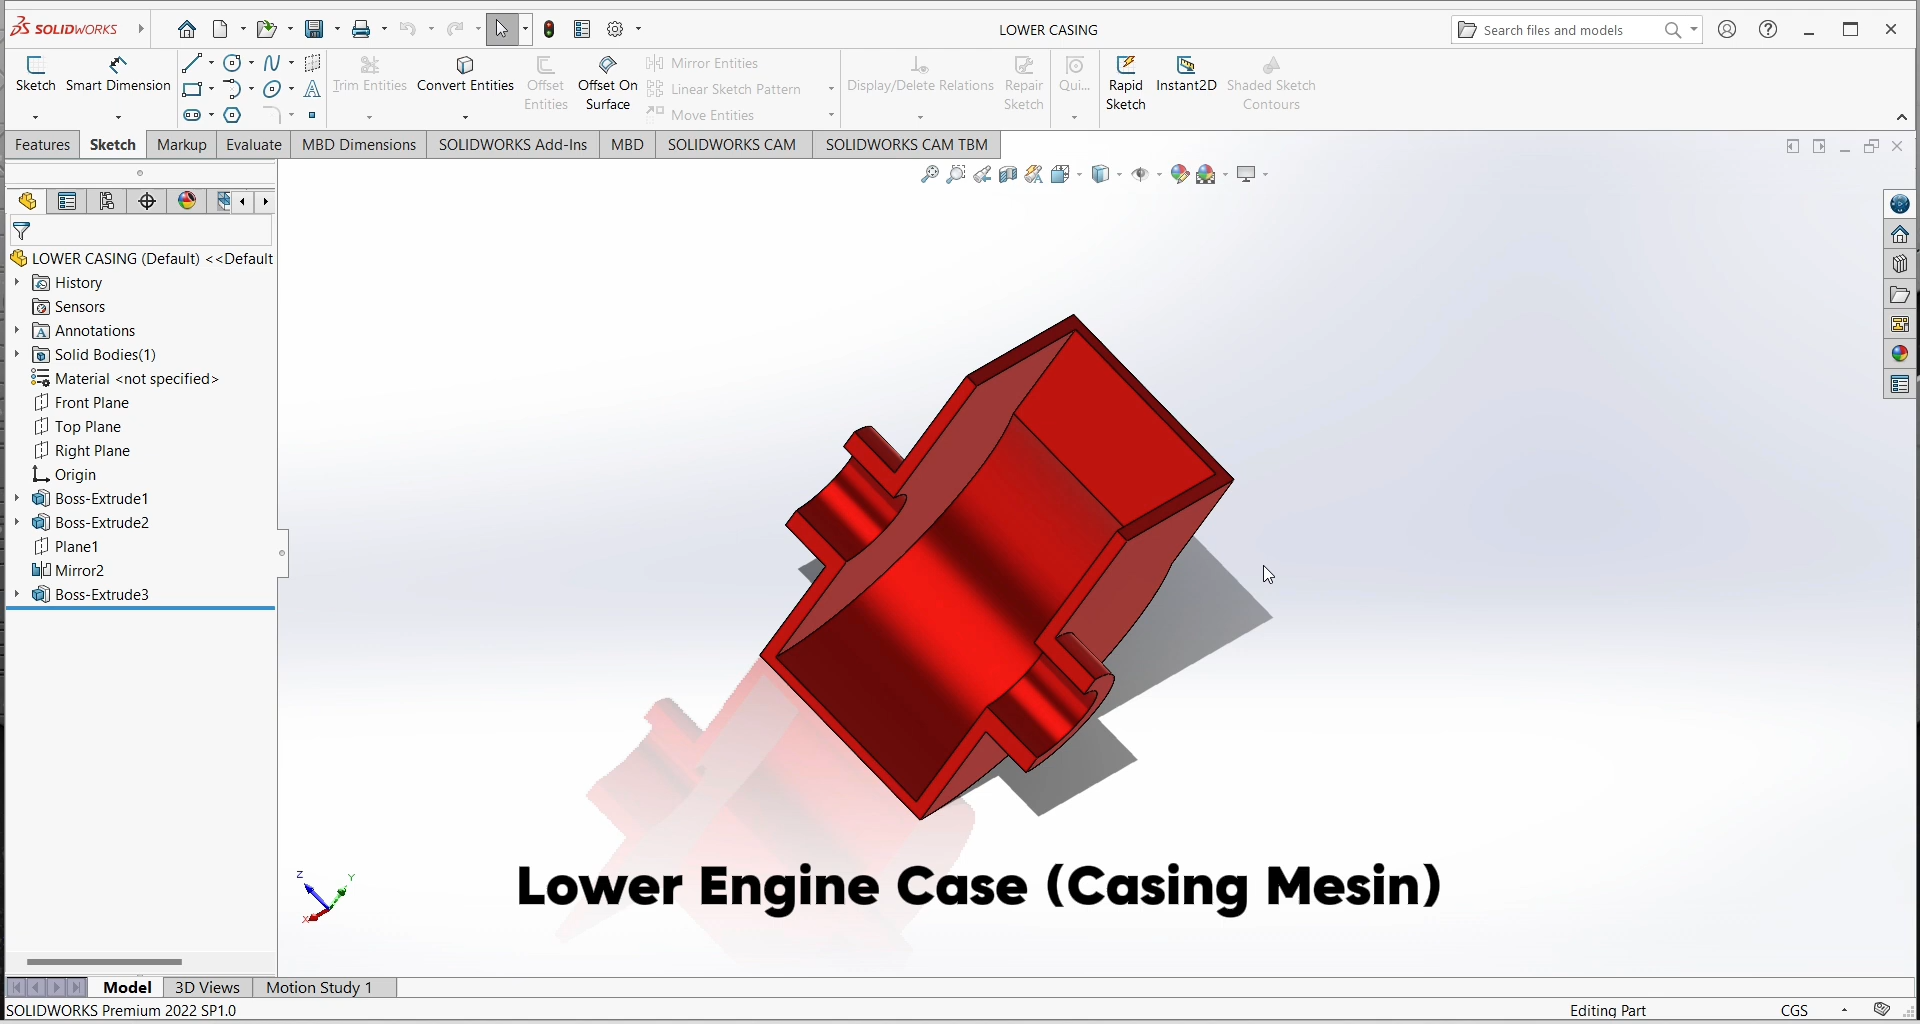 SOLIDWORKS
LOWER CASING
Search files and models
Sketch
Smart Dimension
Trim Entities
Convert Entities
Offset Entities
Offset On Surface
Mirror Entities
Linear Sketch Pattern
Move Entities
Display/Delete Relations
Repair Sketch
Qui...
Rapid Sketch
Instant2D
Shaded Sketch Contours
Features
Sketch
Markup
Evaluate
MBD Dimensions
SOLIDWORKS Add-Ins
MBD
SOLIDWORKS CAM
SOLIDWORKS CAM TBM
LOWER CASING (Default) <<Default
History
Sensors
Annotations
Solid Bodies(1)
Material <not specified>
Front Plane
Top Plane
Right Plane
Origin
Boss-Extrude1
Boss-Extrude2
Plane1
Mirror2
Boss-Extrude3
Z
Y
X
Lower Engine Case (Casing Mesin)
Model
3D Views
Motion Study 1
SOLIDWORKS Premium 2022 SP1.0
Editing Part
CGS